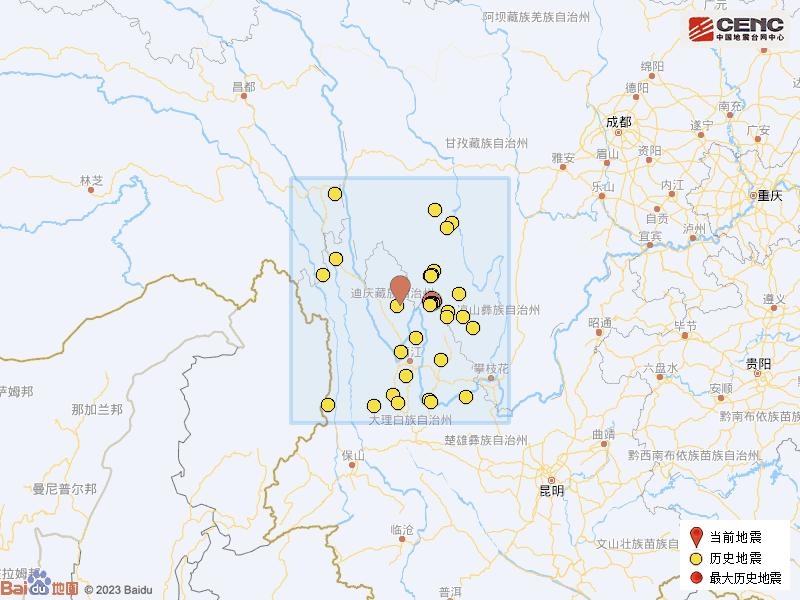 阿坝藏族羌族自治州
广元
CENC
中国地震台网中心
绵阳
昌都
德阳
达
南充
成都
遂宁
广安
甘孜藏族自治州
雅安
眉山
资阳
林芝
乐山
内江
重庆
自贡
宜宾
泸州
迪庆藏族自治州
凉山彝族自治州
遵义
昭通
毕节
江
贵阳
攀枝花
六盘水
萨姆邦
安顺
那加兰邦
大理白族自治州
黔南布依族苗族
曲靖
楚雄彝族自治州
保山
黔西南布依族苗族自治州
曼尼普尔邦
昆明
临沧
当前地震
文山壮族苗族自
历史地震
拉姆邦
最大历史地震
Bai du 地图
© 2023 Baidu
普洱